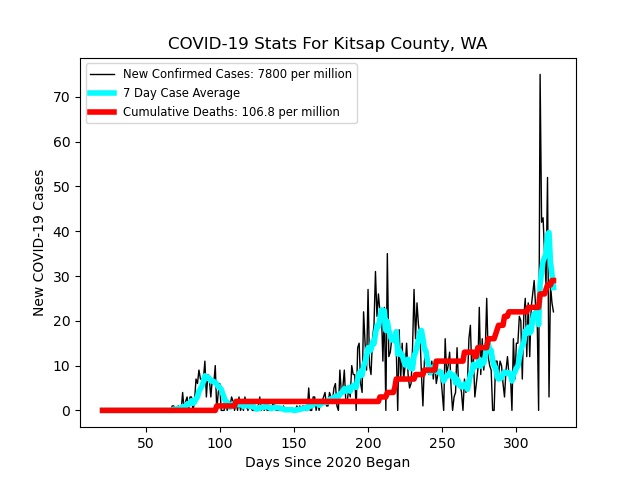 COVID-19 Stats For Kitsap County, WA
New Confirmed Cases: 7800 per million
7 Day Case Average
Cumulative Deaths: 106.8 per million
70
60
50
40
30
20
10
0
New COVID-19 Cases
50 100 150 200 250 300
Days Since 2020 Began